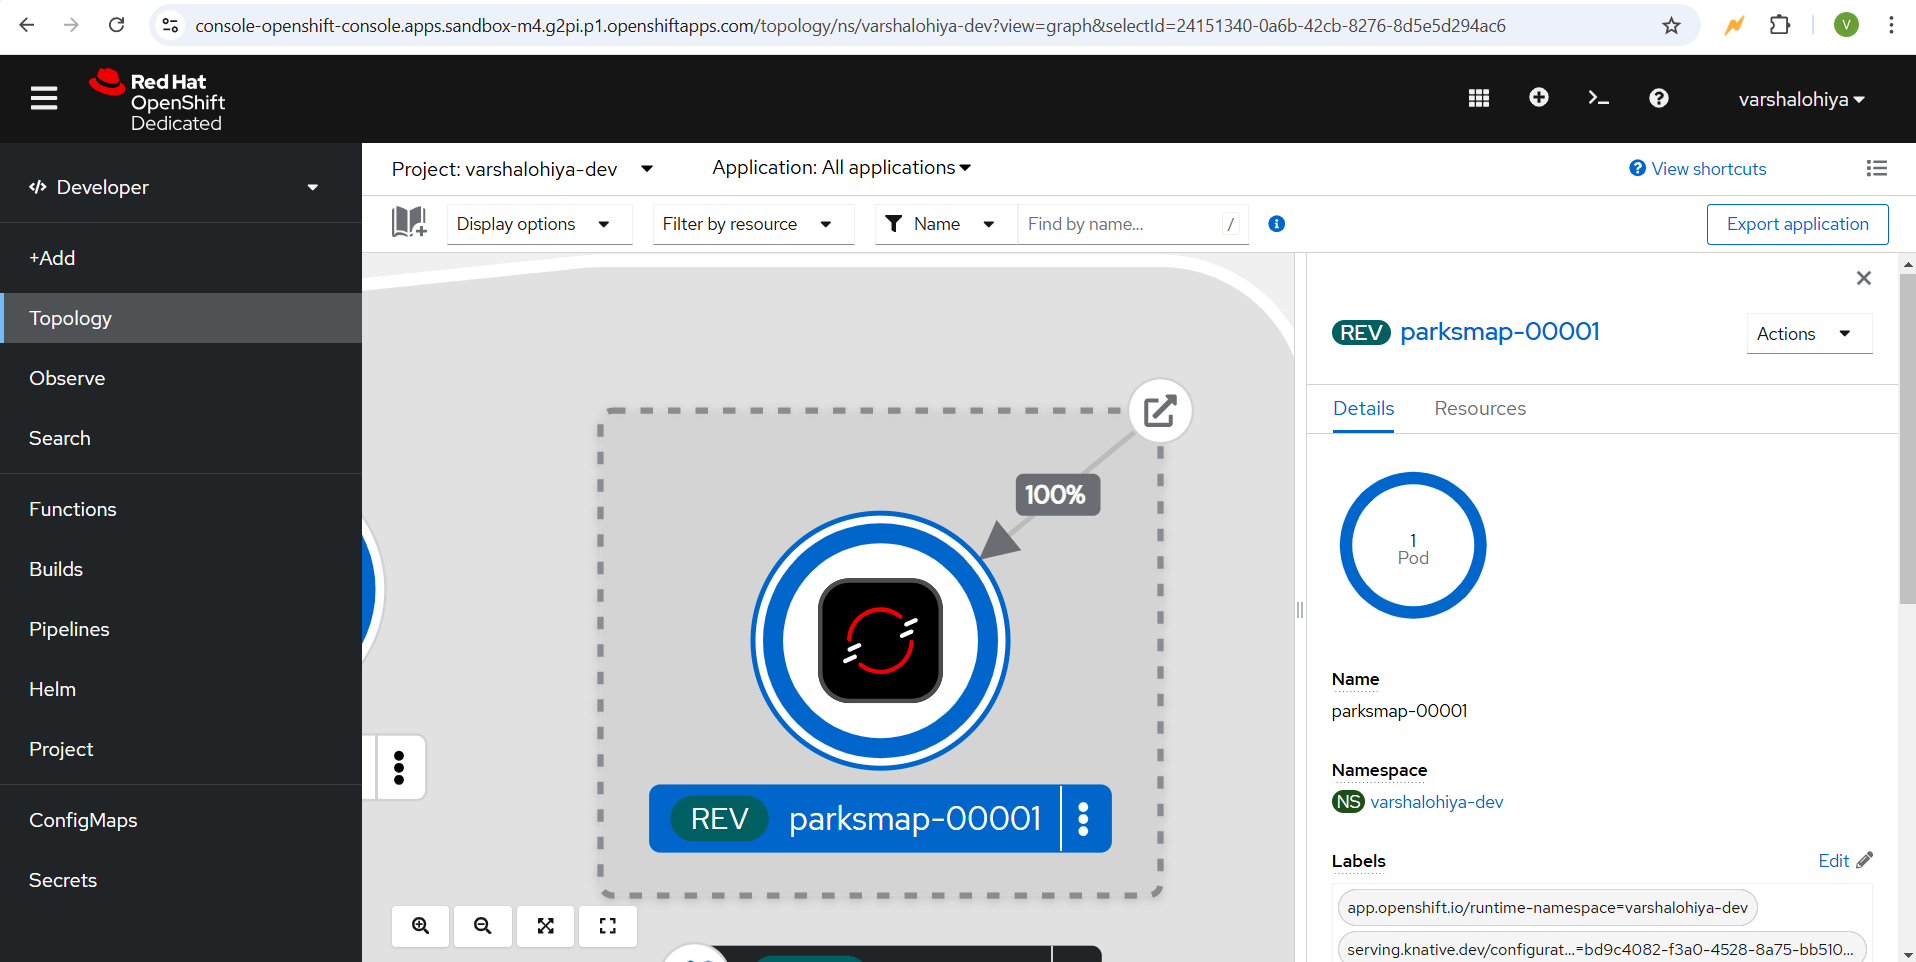 console-openshift-console.apps.sandbox-m4.g2pi.p1.openshiftapps.com/topology/ns/varshalohiya-dev?view=graph&selectId=24151340-0a6b-42cb-8276-8d5e5d294ac6
V
Red Hat
OpenShift
Dedicated
varshalohiya
Developer
+Add
Topology
Observe
Search
Functions
Builds
Pipelines
Helm
Project
ConfigMaps
Secrets
Project: varshalohiya-dev
Application: All applications
View shortcuts
Display options
Filter by resource
Name
Find by name...
/
Export application
100%
REV parksmap-00001
REV parksmap-00001
Actions
Details
Resources
1
Pod
Name
parksmap-00001
Namespace
NS varshalohiya-dev
Labels
Edit
app.openshift.io/runtime-namespace=varshalohiya-dev
serving.knative.dev/configurat...=bd9c4082-f3a0-4528-8a75-bb510...